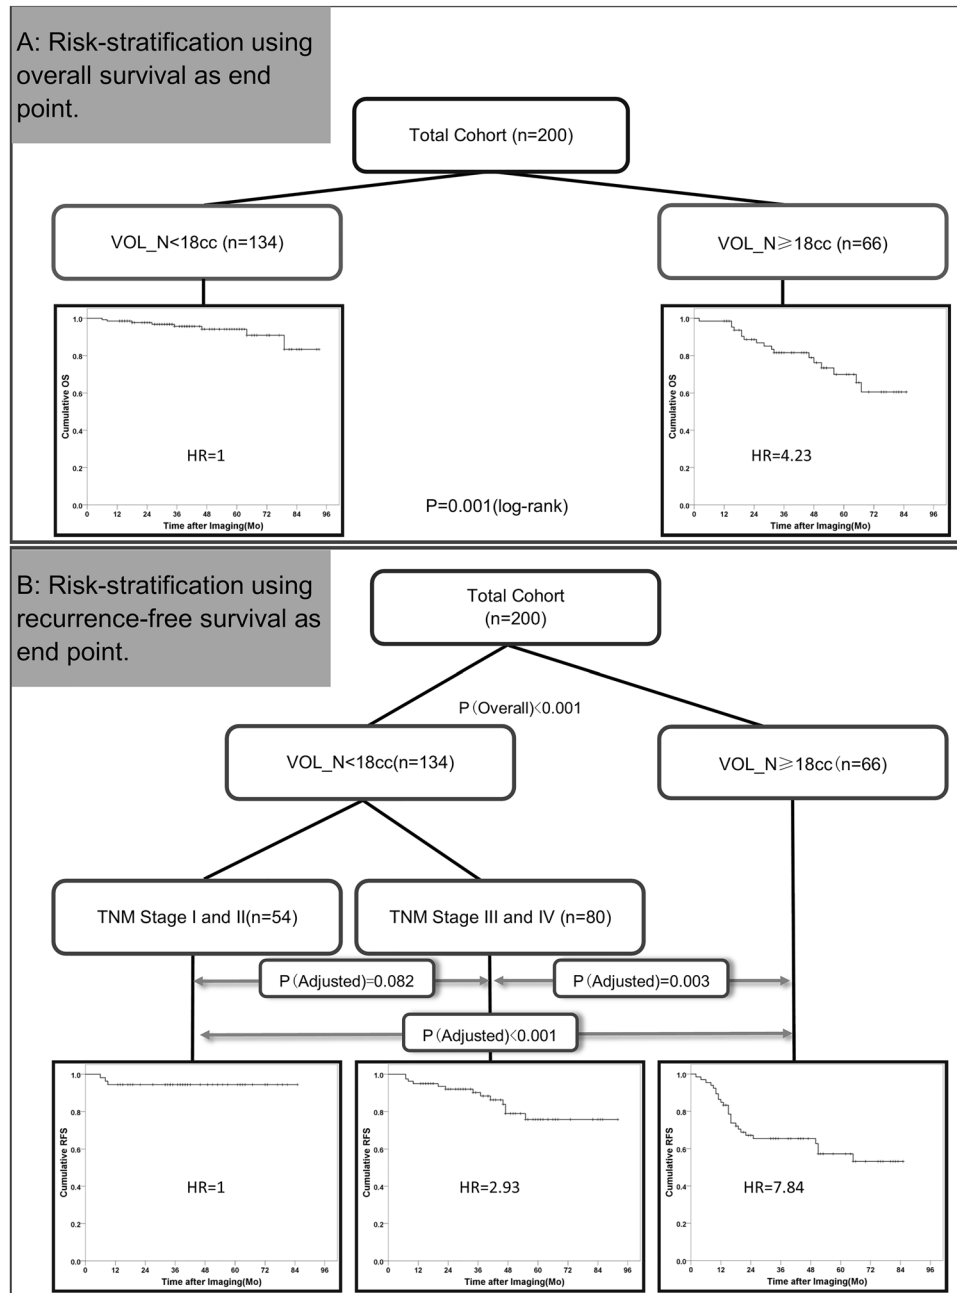 A: Risk-stratification using
overall survival as end
point.
Total Cohort (n=200)
VOL_N<18cc (n=134)
VOL_N≥18cc (n=66)
Cumulative OS
1.0
0.8
0.6
0.4
0.2
0.0
HR=1
0 12 24 36 48 60 72 84 96
Time after Imaging(Mo)
Cumulative OS
1.0
0.8
0.6
0.4
0.2
0.0
HR=4.23
0 12 24 36 48 60 72 84 96
Time after Imaging(Mo)
P=0.001(log-rank)
B: Risk-stratification using
recurrence-free survival as
end point.
Total Cohort
(n=200)
P(Overall)<0.001
VOL_N<18cc(n=134)
VOL_N≥18cc(n=66)
TNM Stage I and II(n=54)
TNM Stage III and IV (n=80)
P(Adjusted)=0.082
P(Adjusted)=0.003
P(Adjusted)<0.001
Cumulative RFS
1.0
0.8
0.6
0.4
0.2
0.0
HR=1
0 12 24 36 48 60 72 84 96
Time after Imaging(Mo)
Cumulative RFS
1.0
0.8
0.6
0.4
0.2
0.0
HR=2.93
0 12 24 36 48 60 72 84 96
Time after Imaging(Mo)
Cumulative RFS
1.0
0.8
0.6
0.4
0.2
0.0
HR=7.84
0 12 24 36 48 60 72 84 96
Time after Imaging(Mo)